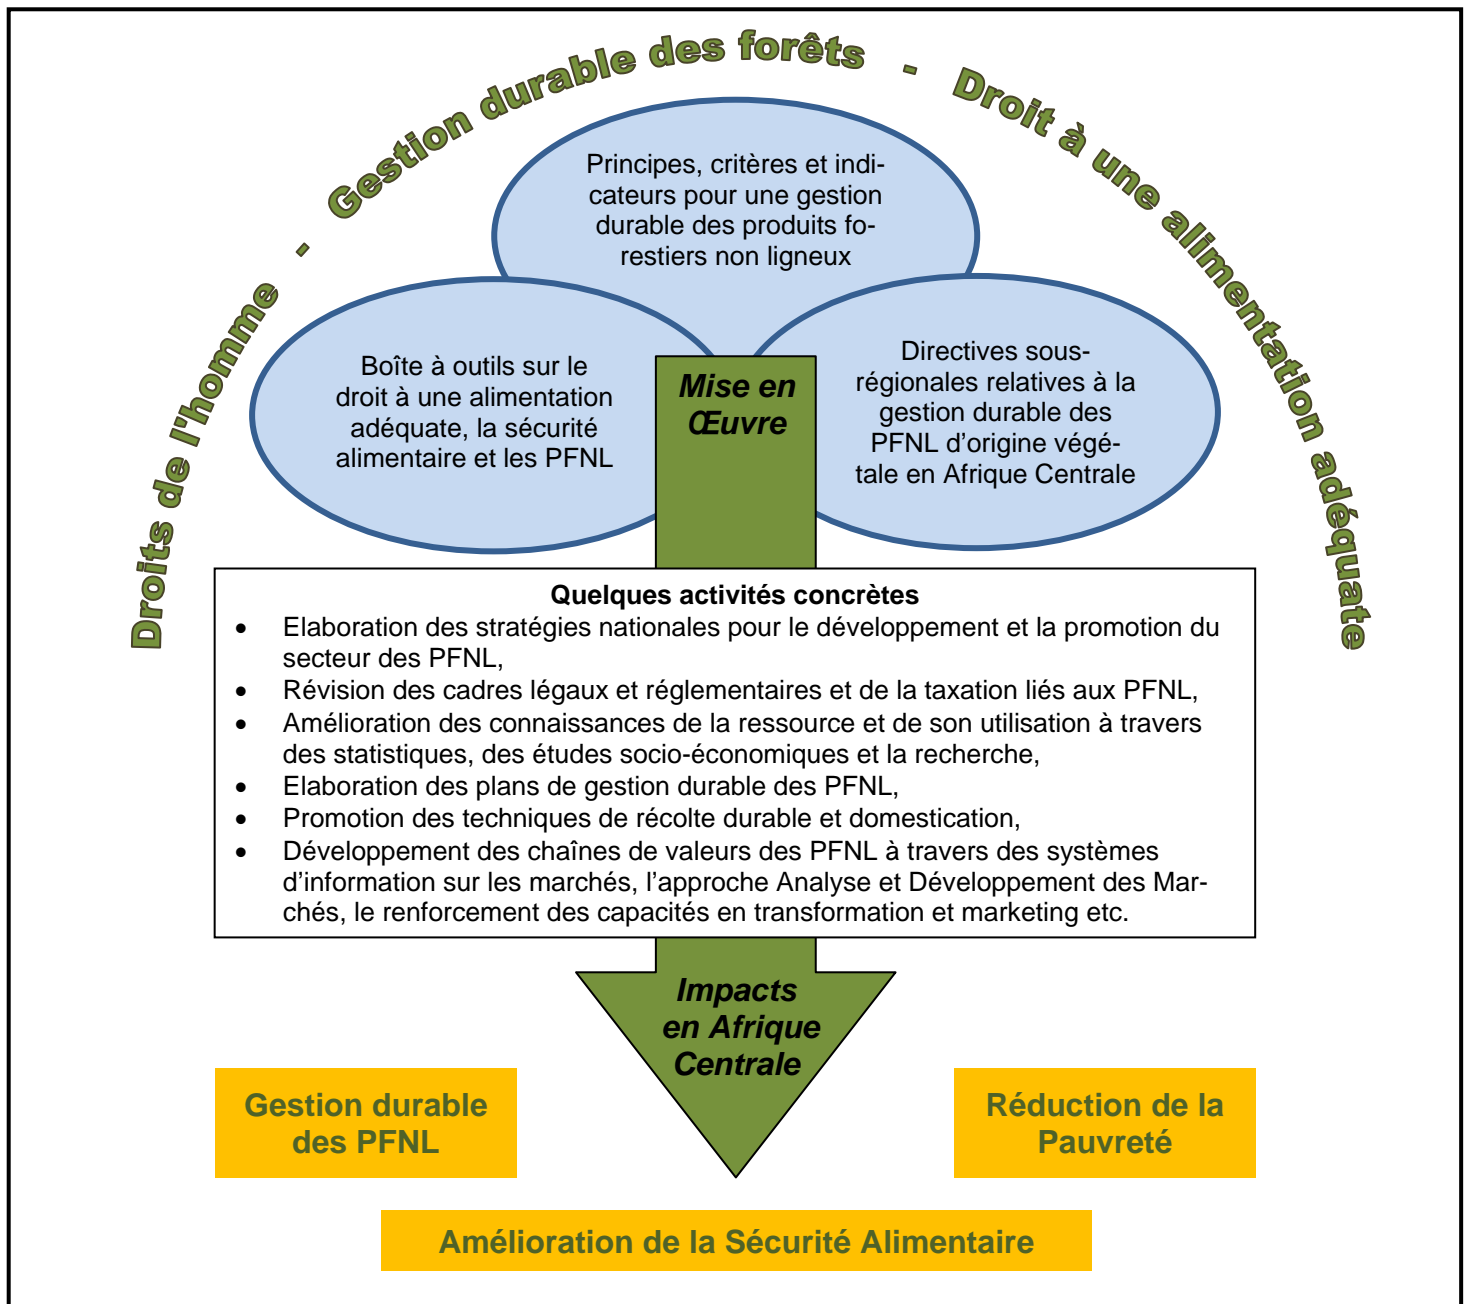 Droits de l'homme - Gestion durable des forêts - Droit à une alimentation adéquate
Principes, critères et indi-
cateurs pour une gestion
durable des produits fo-
restiers non ligneux
Boîte à outils sur le
droit à une alimentation
adéquate, la sécurité
alimentaire et les PFNL
Mise en
Œuvre
Directives sous-
régionales relatives à la
gestion durable des
PFNL d’origine végé-
tale en Afrique Centrale
Quelques activités concrètes
• Elaboration des stratégies nationales pour le développement et la promotion du
secteur des PFNL,
• Révision des cadres légaux et réglementaires et de la taxation liés aux PFNL,
• Amélioration des connaissances de la ressource et de son utilisation à travers
des statistiques, des études socio-économiques et la recherche,
• Elaboration des plans de gestion durable des PFNL,
• Promotion des techniques de récolte durable et domestication,
• Développement des chaînes de valeurs des PFNL à travers des systèmes
d’information sur les marchés, l’approche Analyse et Développement des Mar-
chés, le renforcement des capacités en transformation et marketing etc.
Impacts
en Afrique
Centrale
Gestion durable
des PFNL
Réduction de la
Pauvreté
Amélioration de la Sécurité Alimentaire